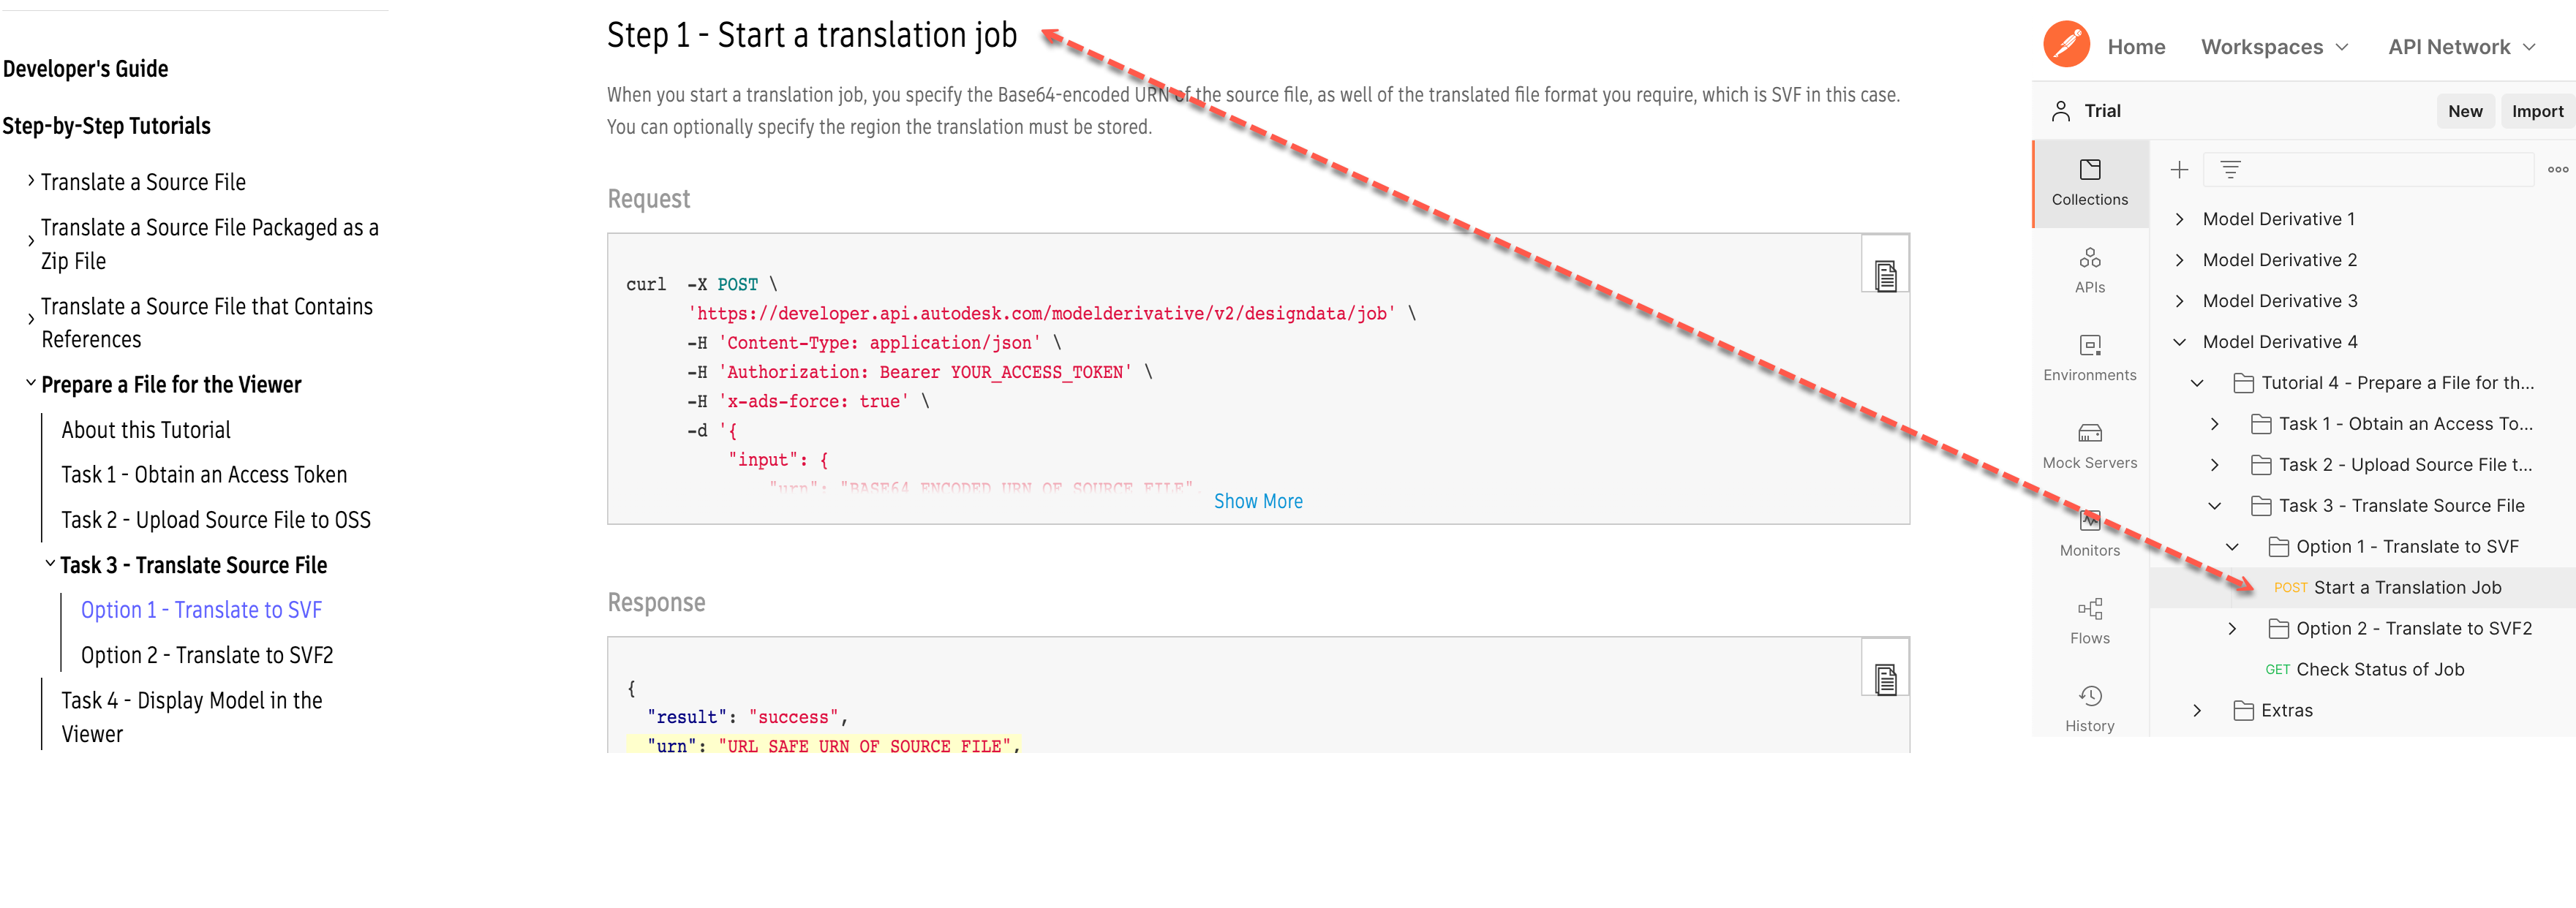 Developer's Guide
Step-by-Step Tutorials
Translate a Source File
Translate a Source File Packaged as a
Zip File
Translate a Source File that Contains
References
Prepare a File for the Viewer
About this Tutorial
Task 1 - Obtain an Access Token
Task 2 - Upload Source File to OSS
Task 3 - Translate Source File
Option 1 - Translate to SVF
Option 2 - Translate to SVF2
Task 4 - Display Model in the
Viewer
Step 1 - Start a translation job
When you start a translation job, you specify the Base64-encoded URN of the source file, as well of the translated file format you require, which is SVF in this case.
You can optionally specify the region the translation must be stored.
Request
curl -X POST \
'https://developer.api.autodesk.com/modelderivative/v2/designdata/job' \
-H 'Content-Type: application/json' \
-H 'Authorization: Bearer YOUR_ACCESS_TOKEN' \
-H 'x-ads-force: true' \
-d '{
"input": {
"urn": "BASE64_ENCODED_URN_OF_SOURCE_FILE",
Show More
Response
{
"result": "success",
"urn": "URL_SAFE_URN_OF_SOURCE_FILE",
Home
Workspaces
API Network
Trial
New
Import
Collections
APIs
Environments
Mock Servers
Monitors
Flows
History
Model Derivative 1
Model Derivative 2
Model Derivative 3
Model Derivative 4
Tutorial 4 - Prepare a File for th...
Task 1 - Obtain an Access To...
Task 2 - Upload Source File t...
Task 3 - Translate Source File
Option 1 - Translate to SVF
POST Start a Translation Job
Option 2 - Translate to SVF2
GET Check Status of Job
Extras